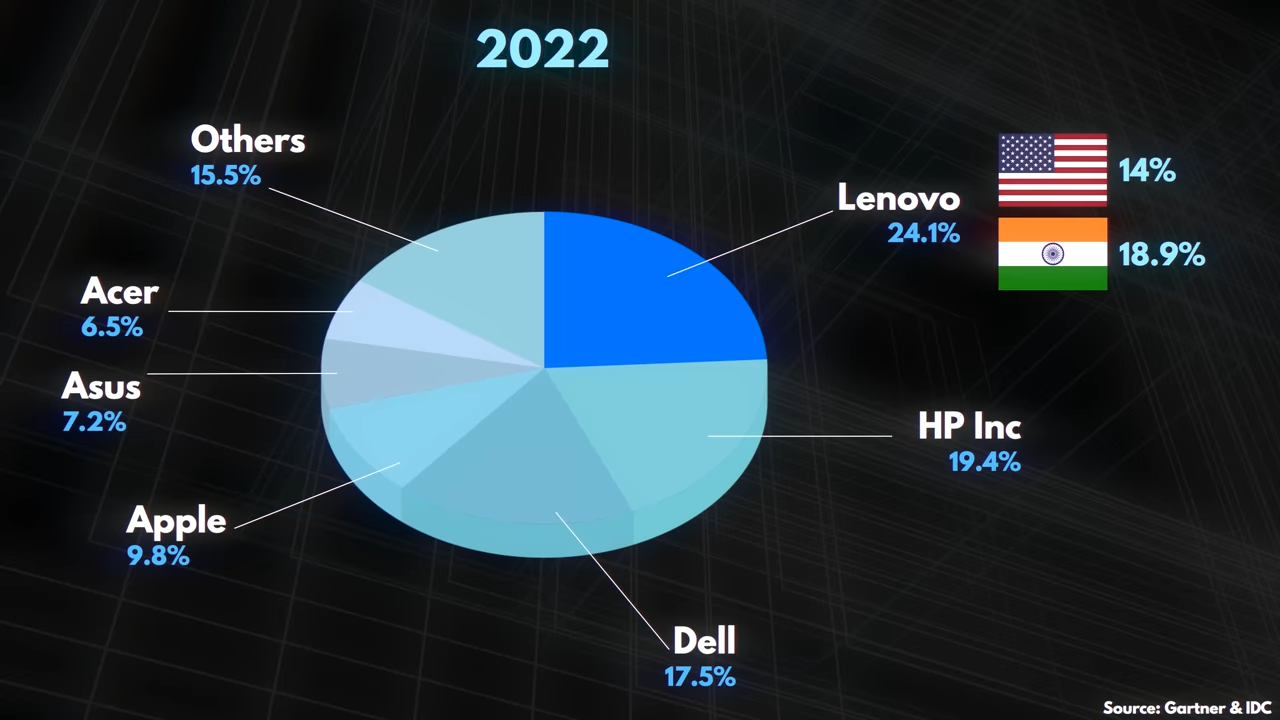 2022
Others
15.5%
Lenovo
24.1%
14%
18.9%
Acer
6.5%
Asus
7.2%
HP Inc
19.4%
Apple
9.8%
Dell
17.5%
Source: Gartner & IDC